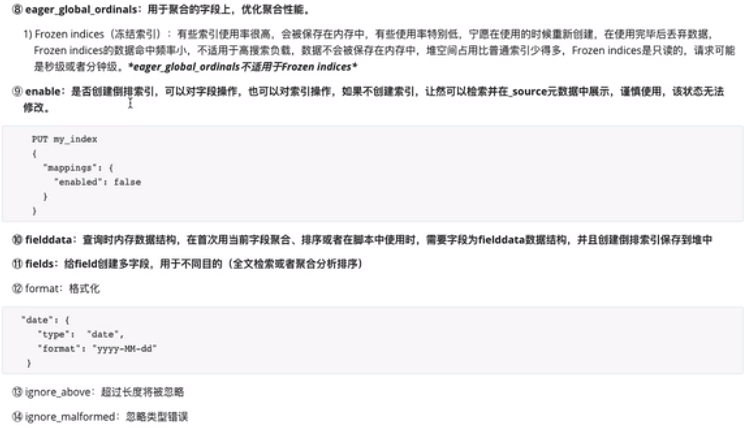 ⑧ eager_global_ordinals：用于聚合的字段上，优化聚合性能。
1) Frozen indices（冻结索引）：有些索引使用率很高，会被保存在内存中，有些使用率特别低，宁愿在使用的时候重新创建，在使用完毕后丢弃数据，
Frozen indices的数据命中频率小，不适用于高搜索负载，数据不会被保存在内存中，堆空间占用比普通索引少得多，Frozen indices是只读的，请求可能
是秒级或者分钟级。*eager_global_ordinals不适用于Frozen indices*
⑨ enable：是否创建倒排索引，可以对字段操作，也可以对索引操作，如果不创建索引，让然可以检索并在_source元数据中展示，谨慎使用，该状态无法
修改。
PUT my_index
{
"mappings": {
"enabled": false
}
}
⑩ fielddata：查询时内存数据结构，在首次用当前字段聚合、排序或者在脚本中使用时，需要字段为fielddata数据结构，并且创建倒排索引保存到堆中
⑪ fields：给field创建多字段，用于不同目的（全文检索或者聚合分析排序）
⑫ format：格式化
"date": {
"type": "date",
"format": "yyyy-MM-dd"
}
⑬ ignore_above：超过长度将被忽略
⑭ ignore_malformed：忽略类型错误